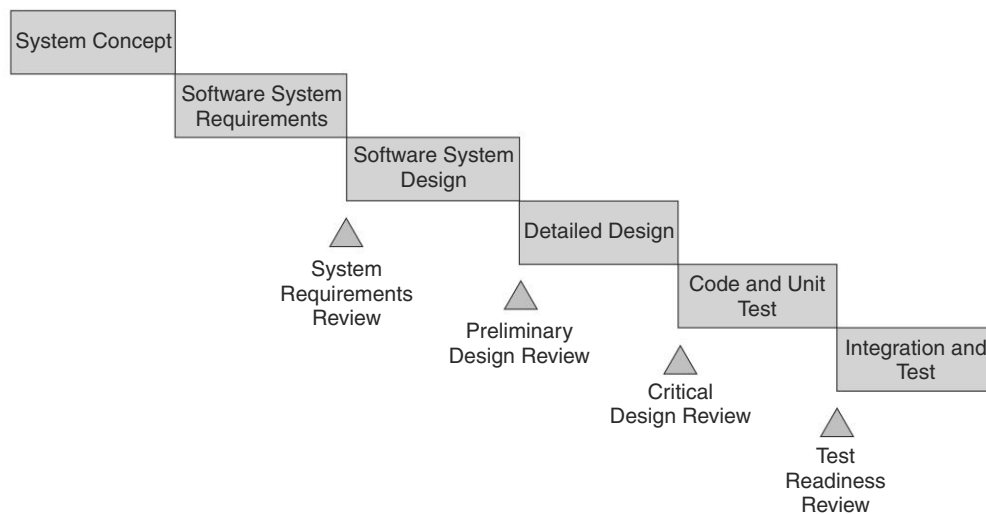 System Concept
Software System
Requirements
Software System
Design
Detailed Design
System
Requirements
Review
Code and Unit
Test
Preliminary
Design Review
Integration and
Test
Critical
Design Review
Test
Readiness
Review